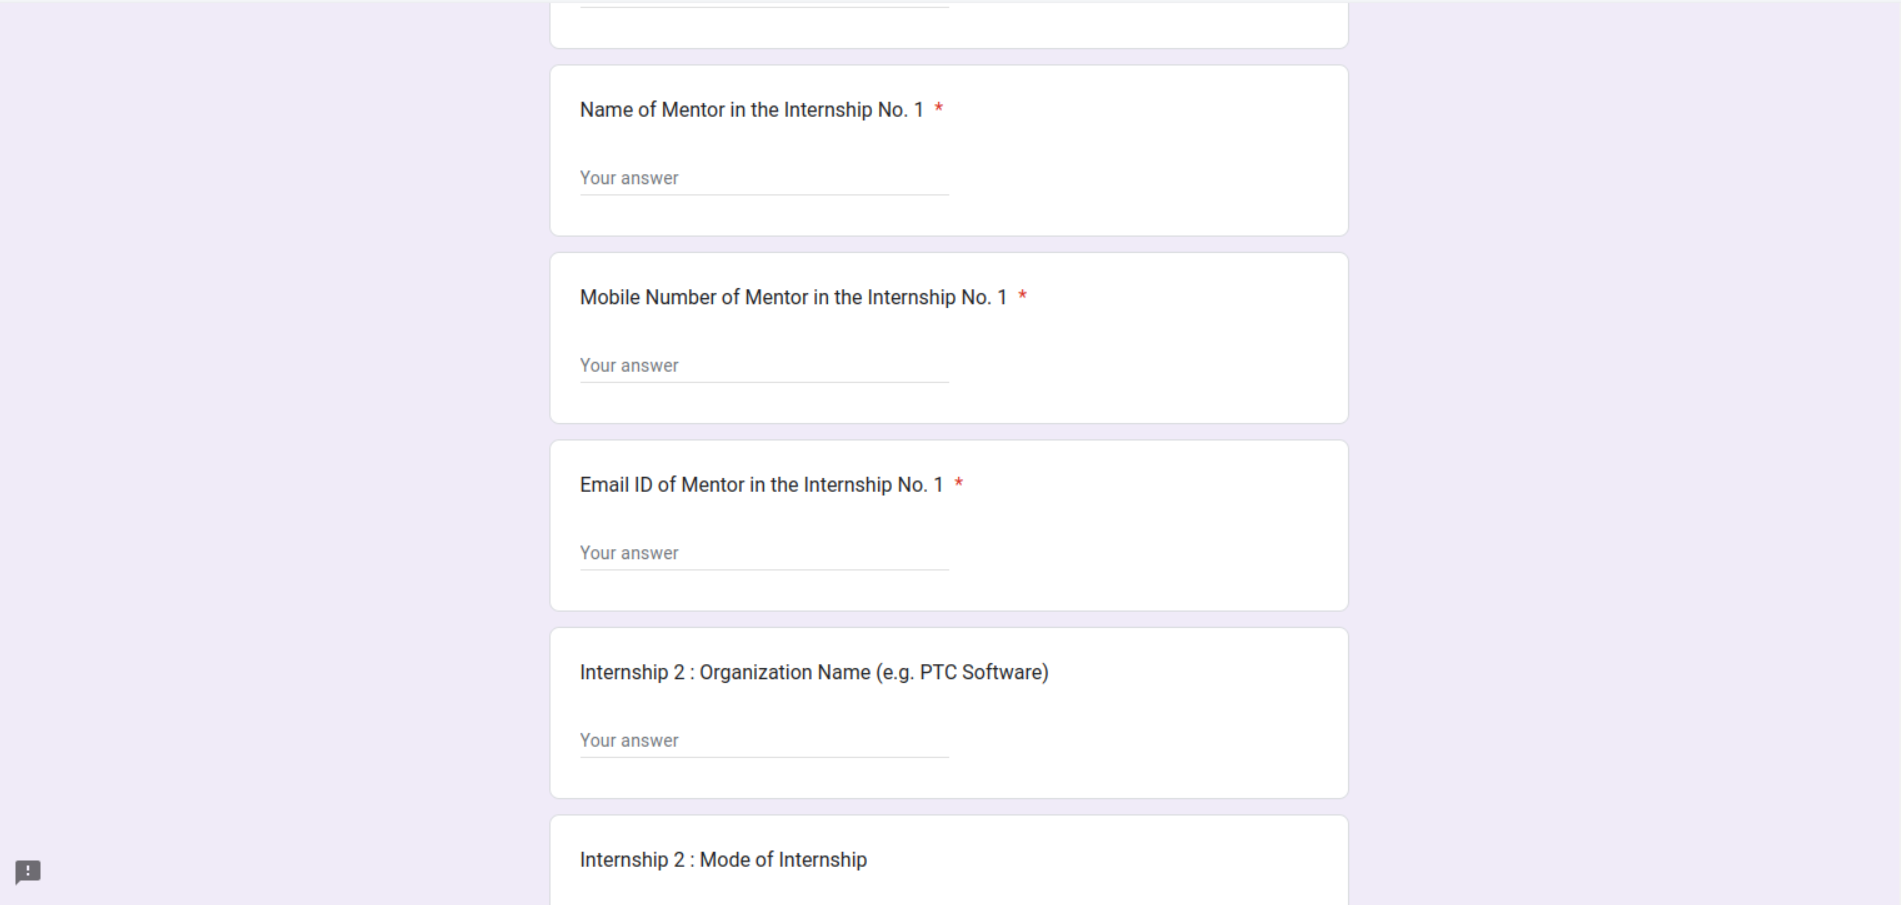 Name of Mentor in the Internship No. 1 *
Your answer
Mobile Number of Mentor in the Internship No. 1 *
Your answer
Email ID of Mentor in the Internship No. 1 *
Your answer
Internship 2 : Organization Name (e.g. PTC Software)
Your answer
Internship 2 : Mode of Internship